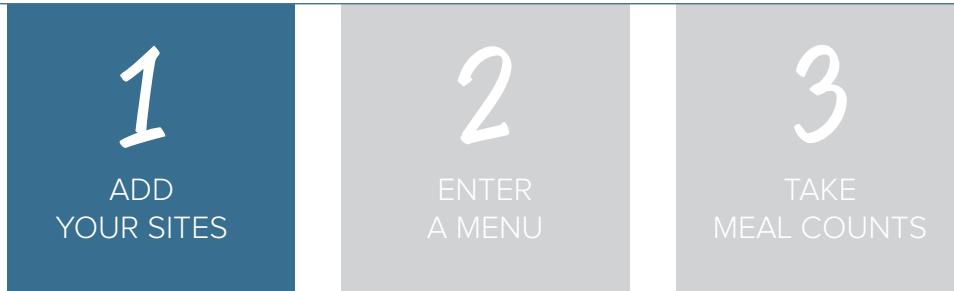 1
ADD
YOUR SITES
2
ENTER
A MENU
3
TAKE
MEAL COUNTS